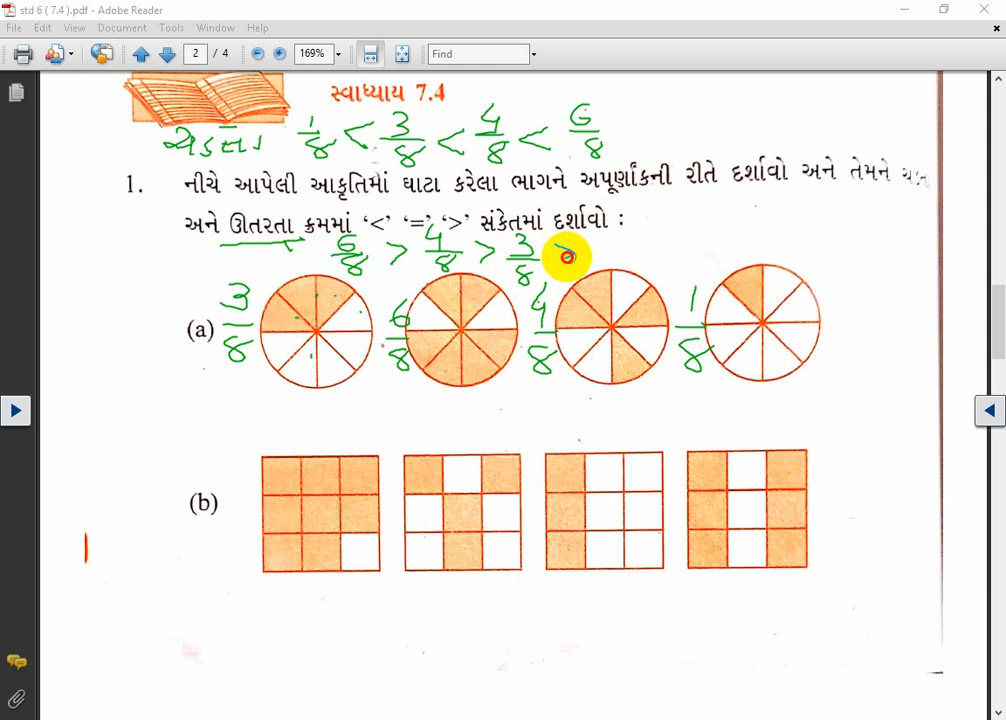 std 6 ( 7.4 ).pdf - Adobe Reader
File Edit View Document Tools Window Help
2 / 4 169% Find
સ્વાધ્યાય 7.4
ચડતા 1/8 < 3/8 < 4/8 < 6/8
1. નીચે આપેલી આકૃતિમાં ઘાટા કરેલા ભાગને અપૂર્ણાંકની રીતે દર્શાવો અને તેમને
અને ઊતરતા ક્રમમાં ‘<’ ‘=’ ‘>’ સંકેતમાં દર્શાવો :
6/8 > 4/8 > 3/8 >
(a) 3/8 6/8 4/8 1/8
(b)